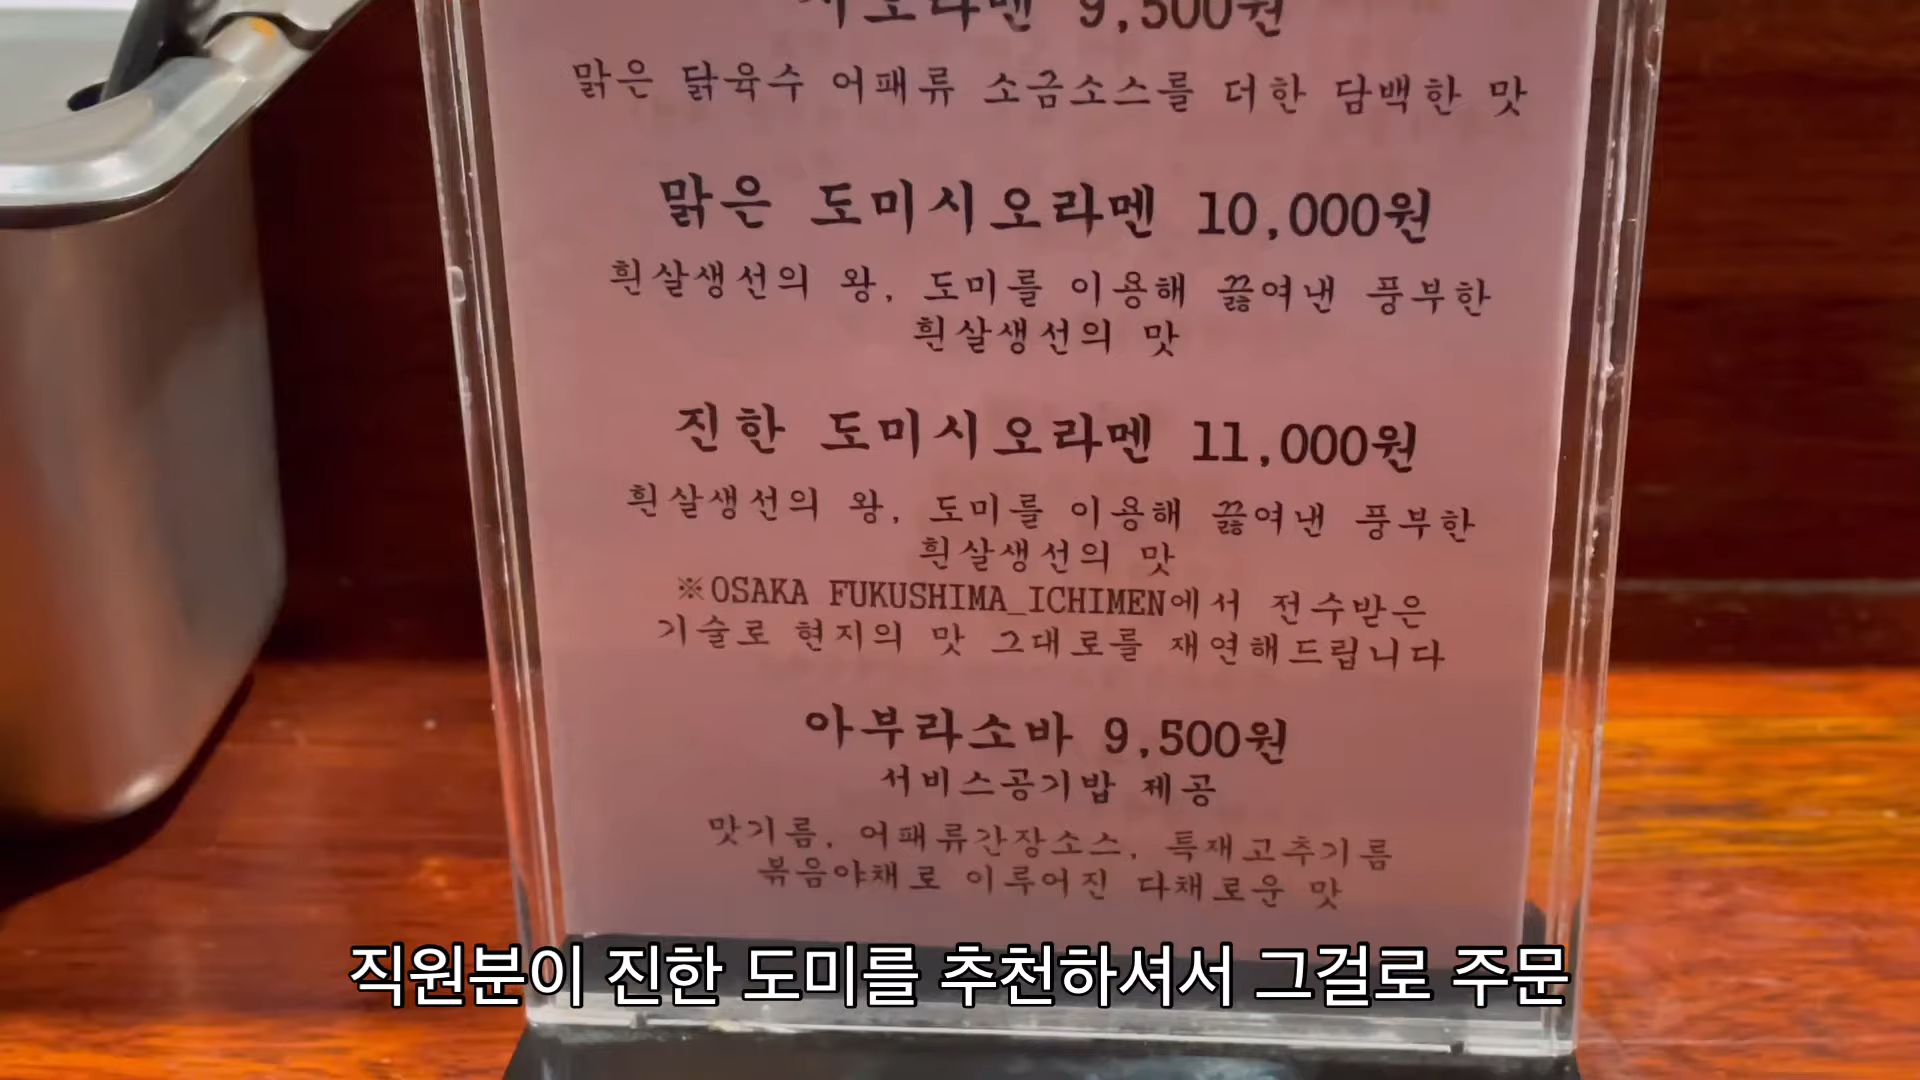 시오라멘 9,500원
맑은 닭육수 어패류 소금소스를 더한 담백한 맛
맑은 도미시오라멘 10,000원
흰살생선의 왕, 도미를 이용해 끓여낸 풍부한
흰살생선의 맛
진한 도미시오라멘 11,000원
흰살생선의 왕, 도미를 이용해 끓여낸 풍부한
흰살생선의 맛
※OSAKA FUKUSHIMA_ICHIMEN에서 전수받은
기술로 현지의 맛 그대로를 재연해드립니다
아부라소바 9,500원
서비스공기밥 제공
맛기름, 어패류간장소스, 특재고추기름
볶음야채로 이루어진 다채로운 맛
직원분이 진한 도미를 추천하셔서 그걸로 주문